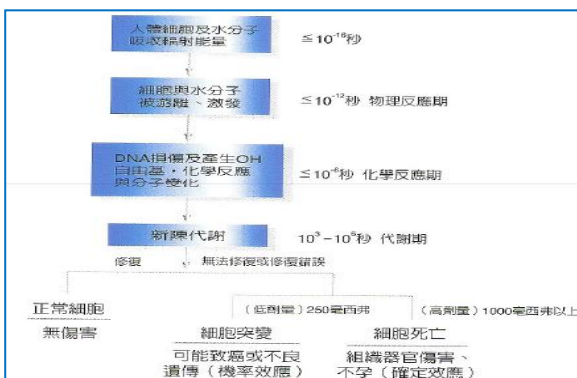 人體細胞及水分子
吸收輻射能量
≦10⁻¹⁶秒
細胞與水分子
被游離、激發
≦10⁻¹²秒 物理反應期
DNA損傷及產生OH
自由基,化學反應
與分子變化
≦10⁻⁶秒 化學反應期
新陳代謝
10³-10⁵秒 代謝期
修復
無法修復或修復錯誤
正常細胞
無傷害
(低劑量)250毫西弗
細胞突變
可能致癌或不良
遺傳(機率效應)
(高劑量)1000毫西弗以上
細胞死亡
組織器官傷害、
不孕(確定效應)